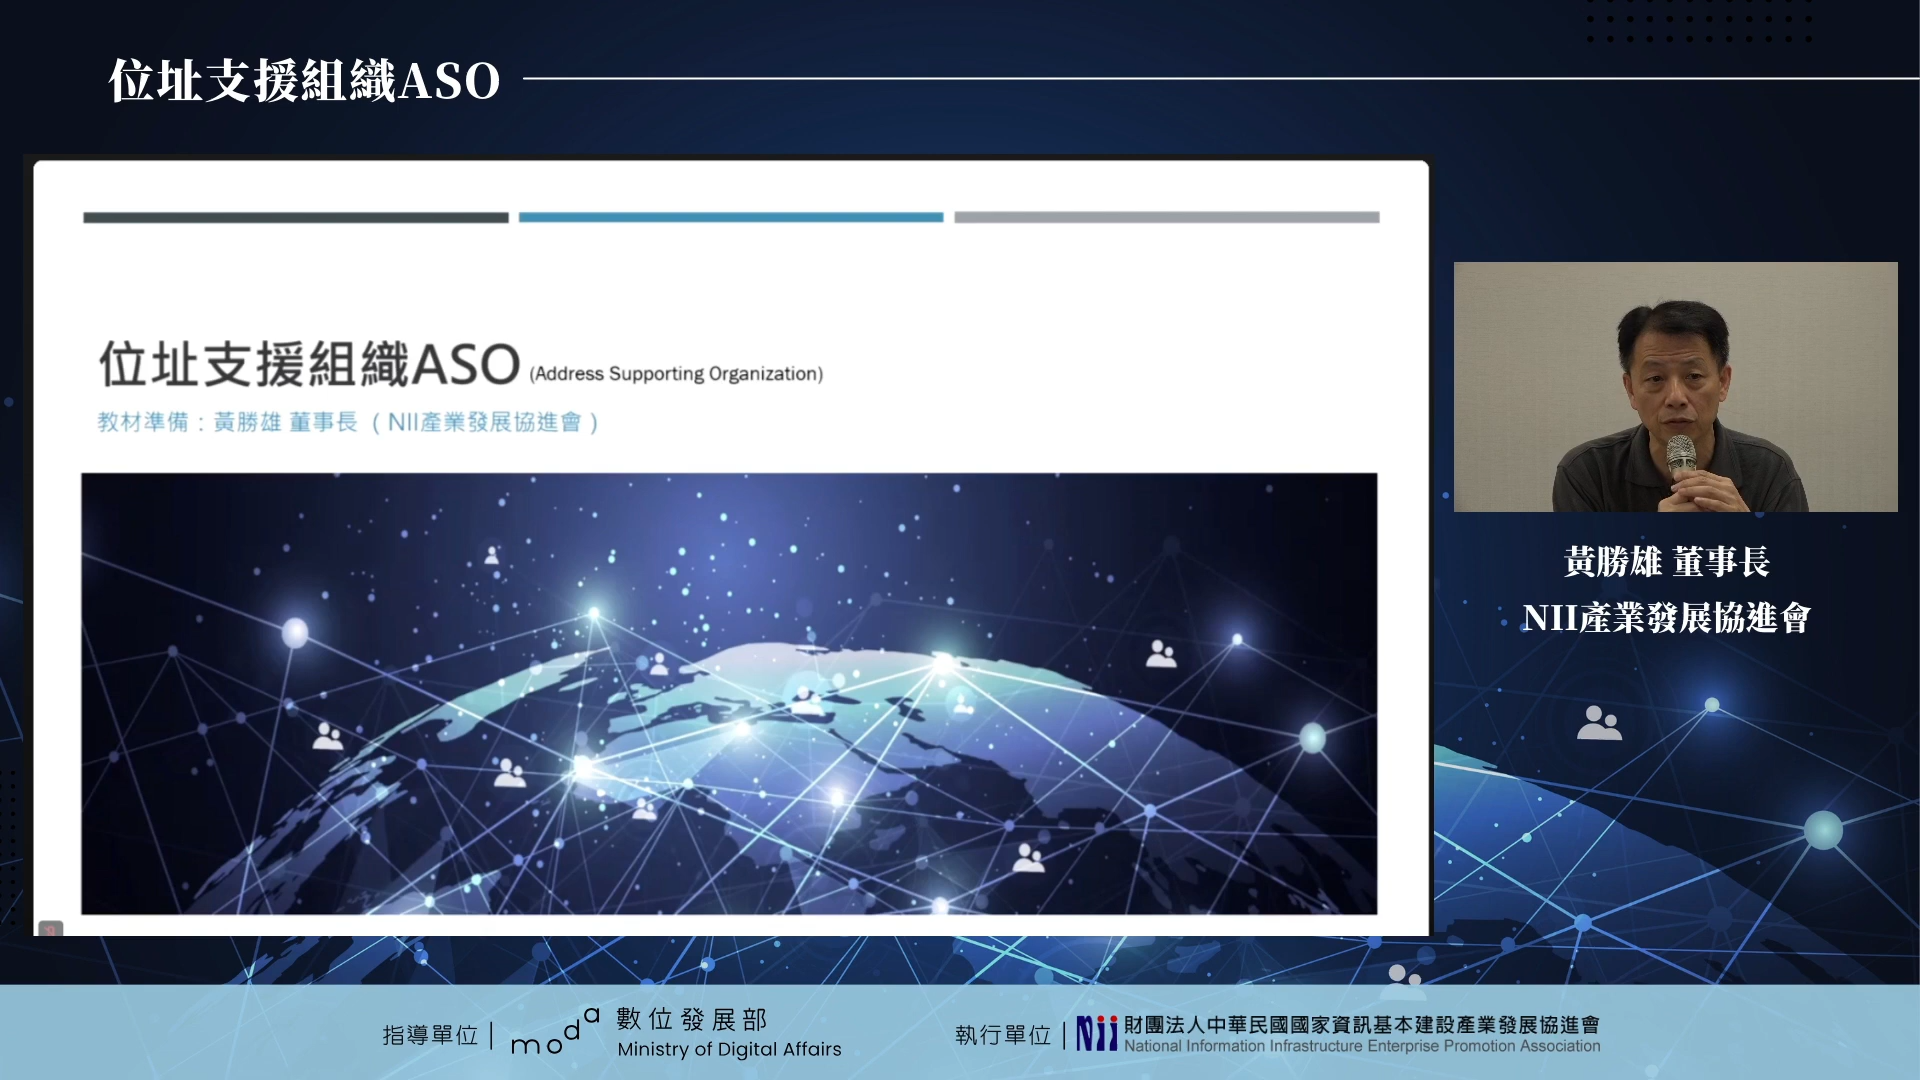 位址支援組織ASO
位址支援組織ASO (Address Supporting Organization)
教材準備：黃勝雄 董事長 （NII產業發展協進會）
黃勝雄 董事長
NII產業發展協進會
指導單位 | moda 數位發展部
Ministry of Digital Affairs
執行單位 | Nii 財團法人中華民國國家資訊基本建設產業發展協進會
National Information Infrastructure Enterprise Promotion Association